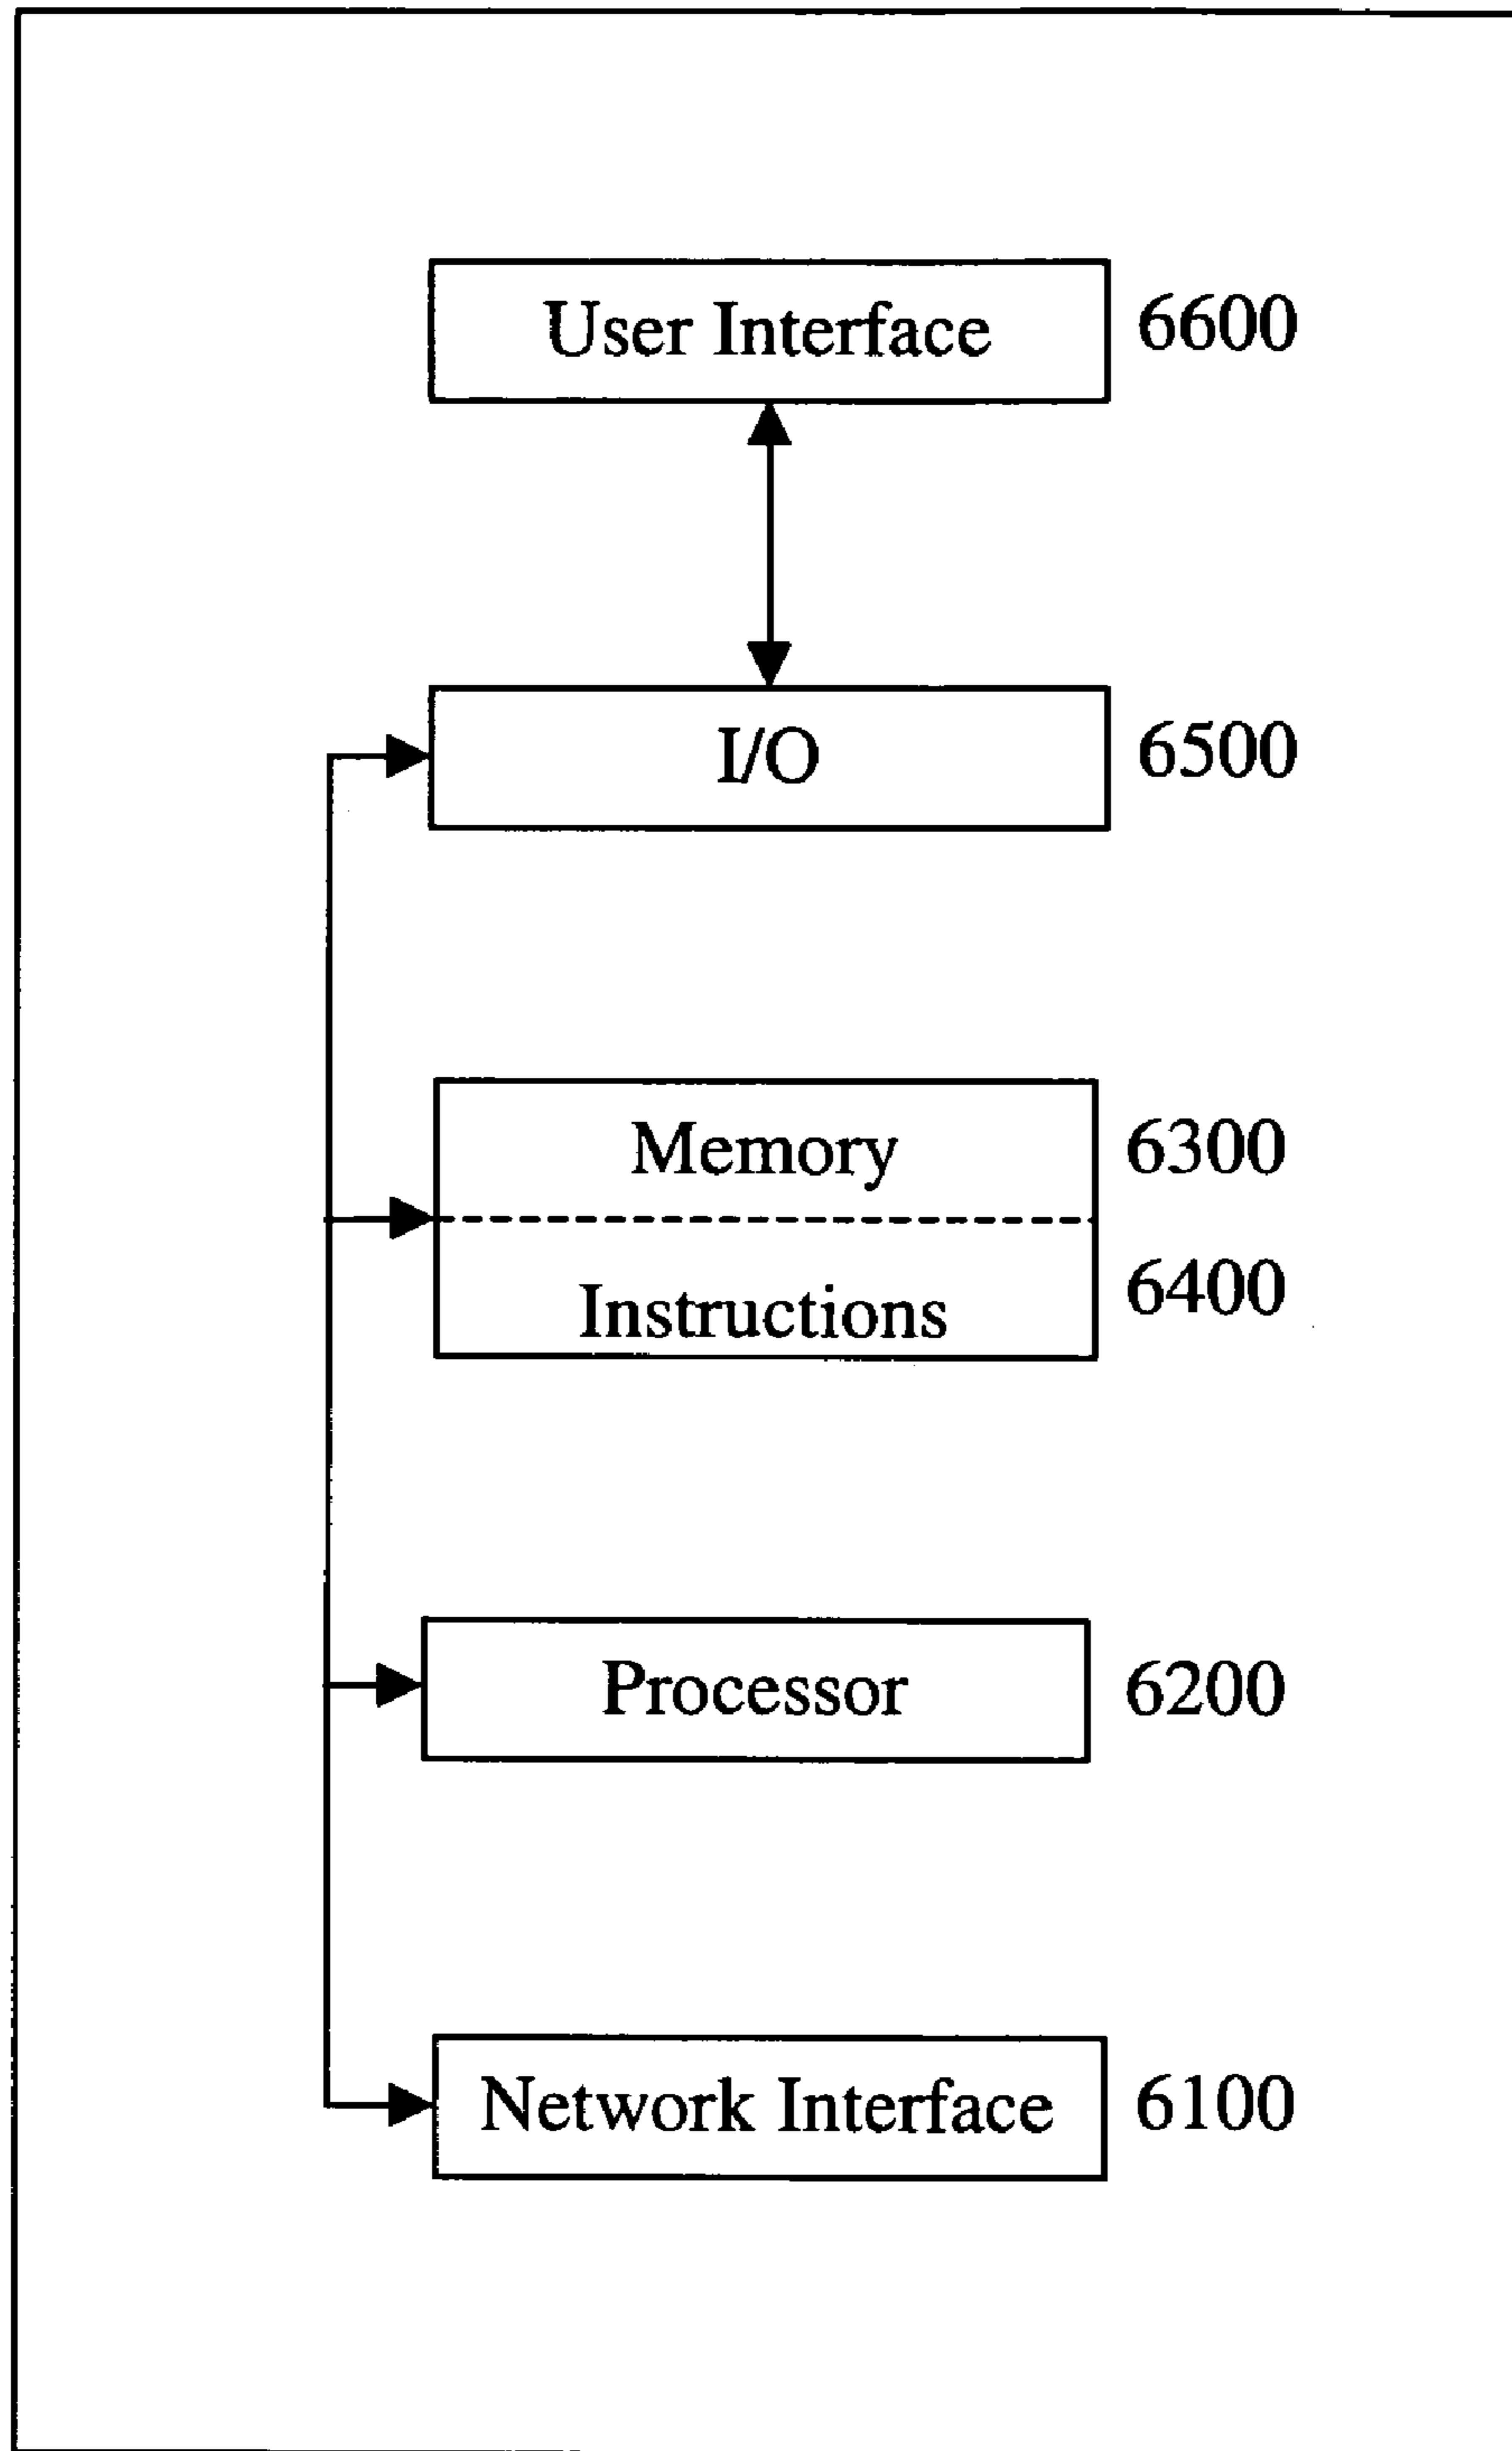 User Interface 6600
I/O 6500
Memory 6300
Instructions 6400
Processor 6200
Network Interface 6100